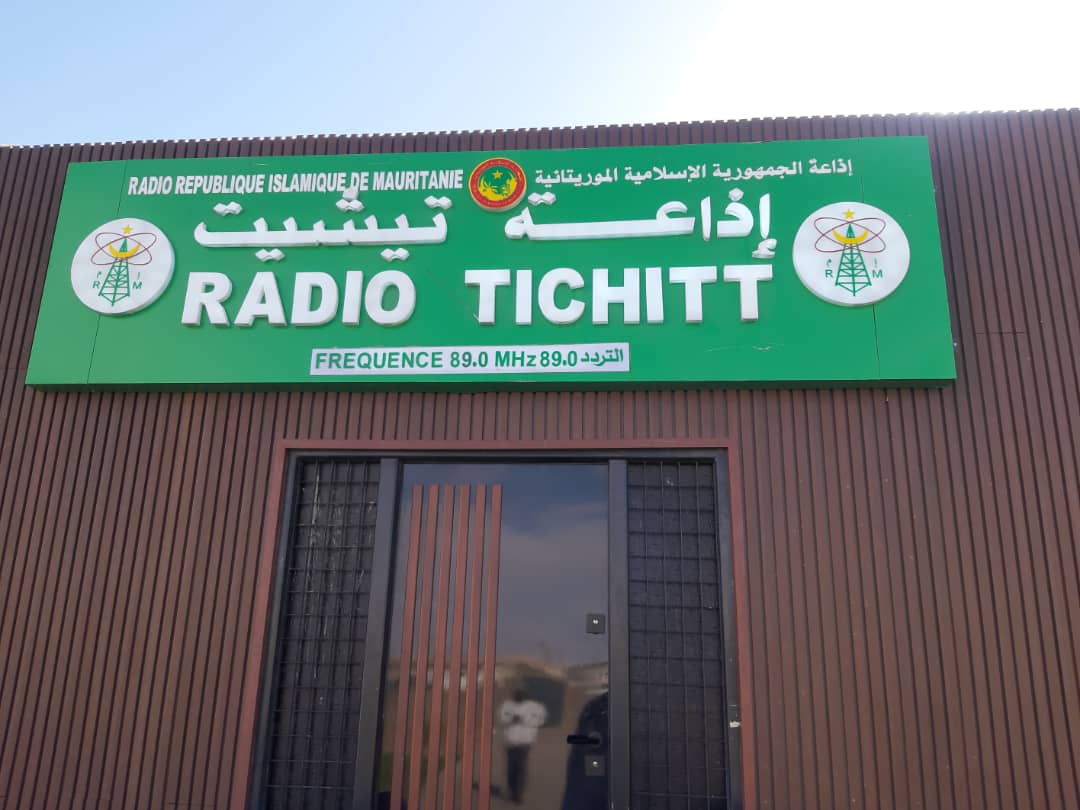 RADIO REPUBLIQUE ISLAMIQUE DE MAURITANIE إذاعة الجمهورية الإسلامية الموريتانية
إذاعة تيشيت
RADIO TICHITT
R M إ م
R M إ م
FREQUENCE 89.0 MHz 89.0 التردد